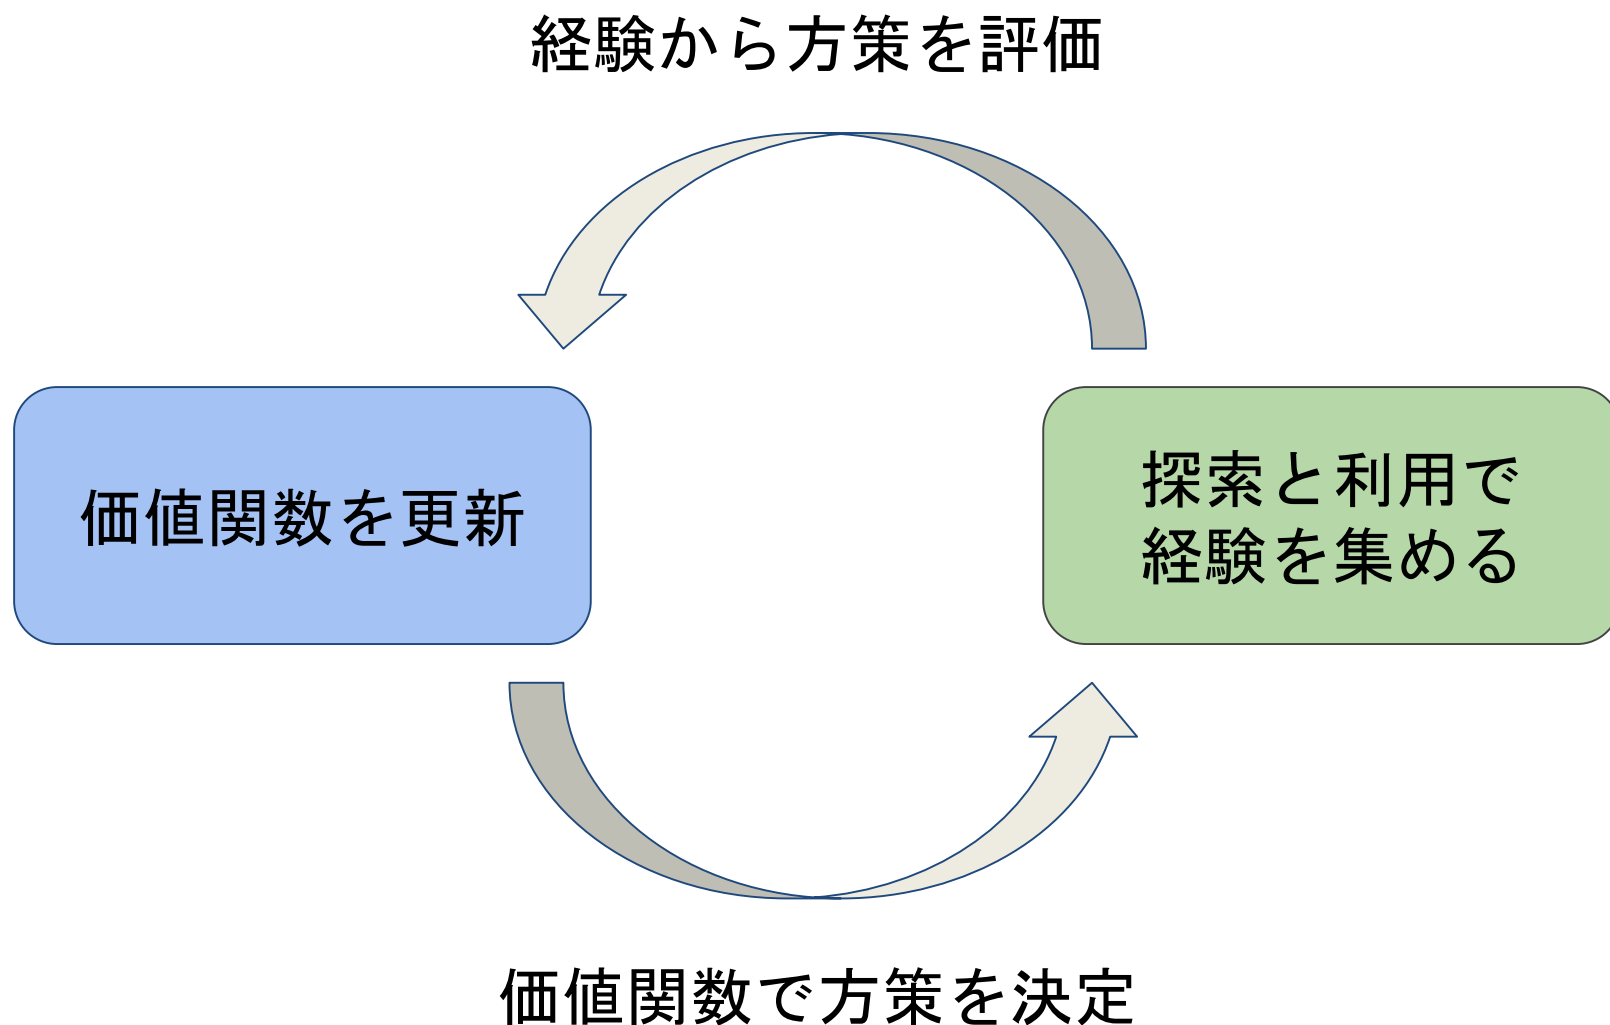 経験から方策を評価
価値関数を更新
探索と利用で
経験を集める
価値関数で方策を決定